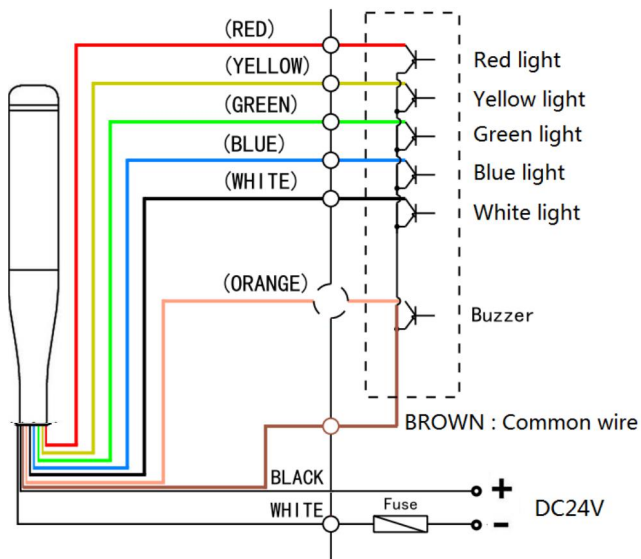 (RED)
Red light
(YELLOW)
Yellow light
(GREEN)
Green light
(BLUE)
Blue light
(WHITE)
White light
(ORANGE)
Buzzer
BROWN : Common wire
BLACK
+
DC24V
WHITE
Fuse
-